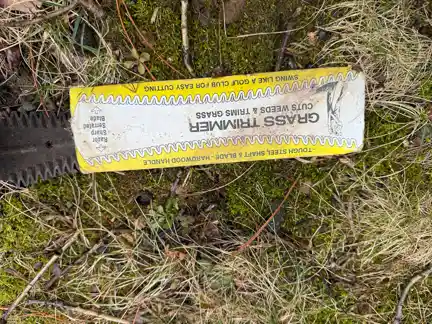 TOUGH STEEL SHAFT & BLADE - HARDWOOD HANDLE
GRASS TRIMMER
CUTS WEEDS & TRIMS GRASS
SWING LIKE A GOLF CLUB FOR EASY CUTTING
Razor
Sharp
Serrated
Blade